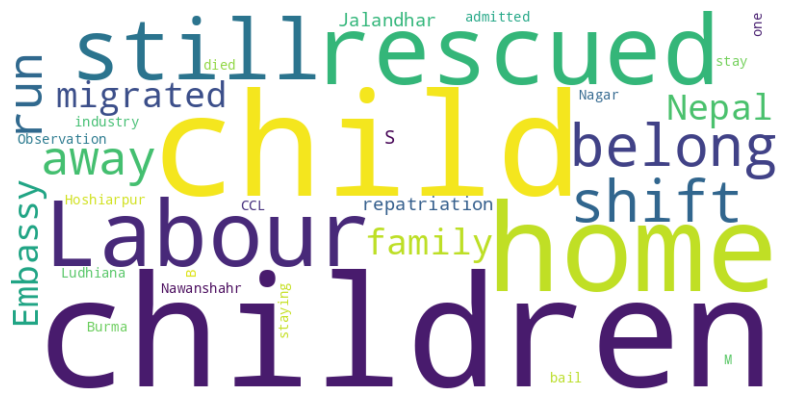 still
rescued
Jalandhar
admitted
one
died
stay
run
migrated
child
Nagar
Nepal
industry
Observation
S
belong
away
Embassy
Hoshiarpur
CCL
repatriation
shift
Labour
family
home
Ludhiana
B
Nawanshahr
staying
children
Burma
M
bail